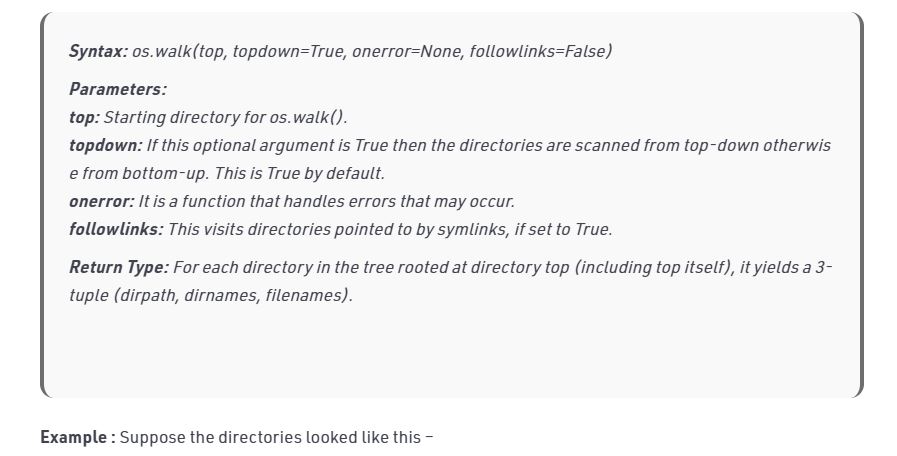 Syntax: os.walk(top, topdown=True, onerror=None, followlinks=False)
Parameters:
top: Starting directory for os.walk().
topdown: If this optional argument is True then the directories are scanned from top-down otherwis
e from bottom-up. This is True by default.
onerror: It is a function that handles errors that may occur.
followlinks: This visits directories pointed to by symlinks, if set to True.
Return Type: For each directory in the tree rooted at directory top (including top itself), it yields a 3-
tuple (dirpath, dirnames, filenames).
Example : Suppose the directories looked like this –